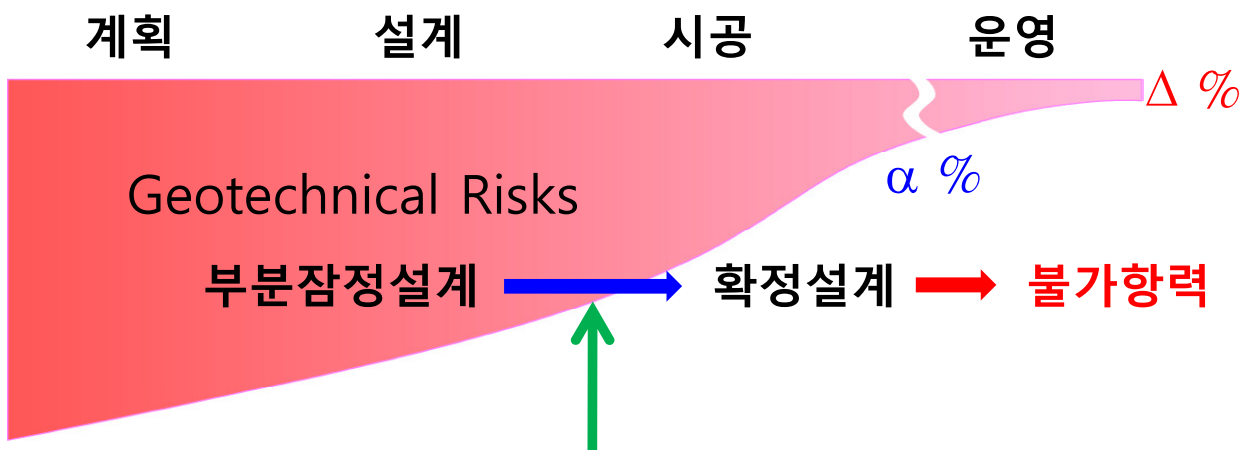 계획 설계 시공 운영
Δ %
α %
Geotechnical Risks
부분잠정설계 확정설계 불가항력